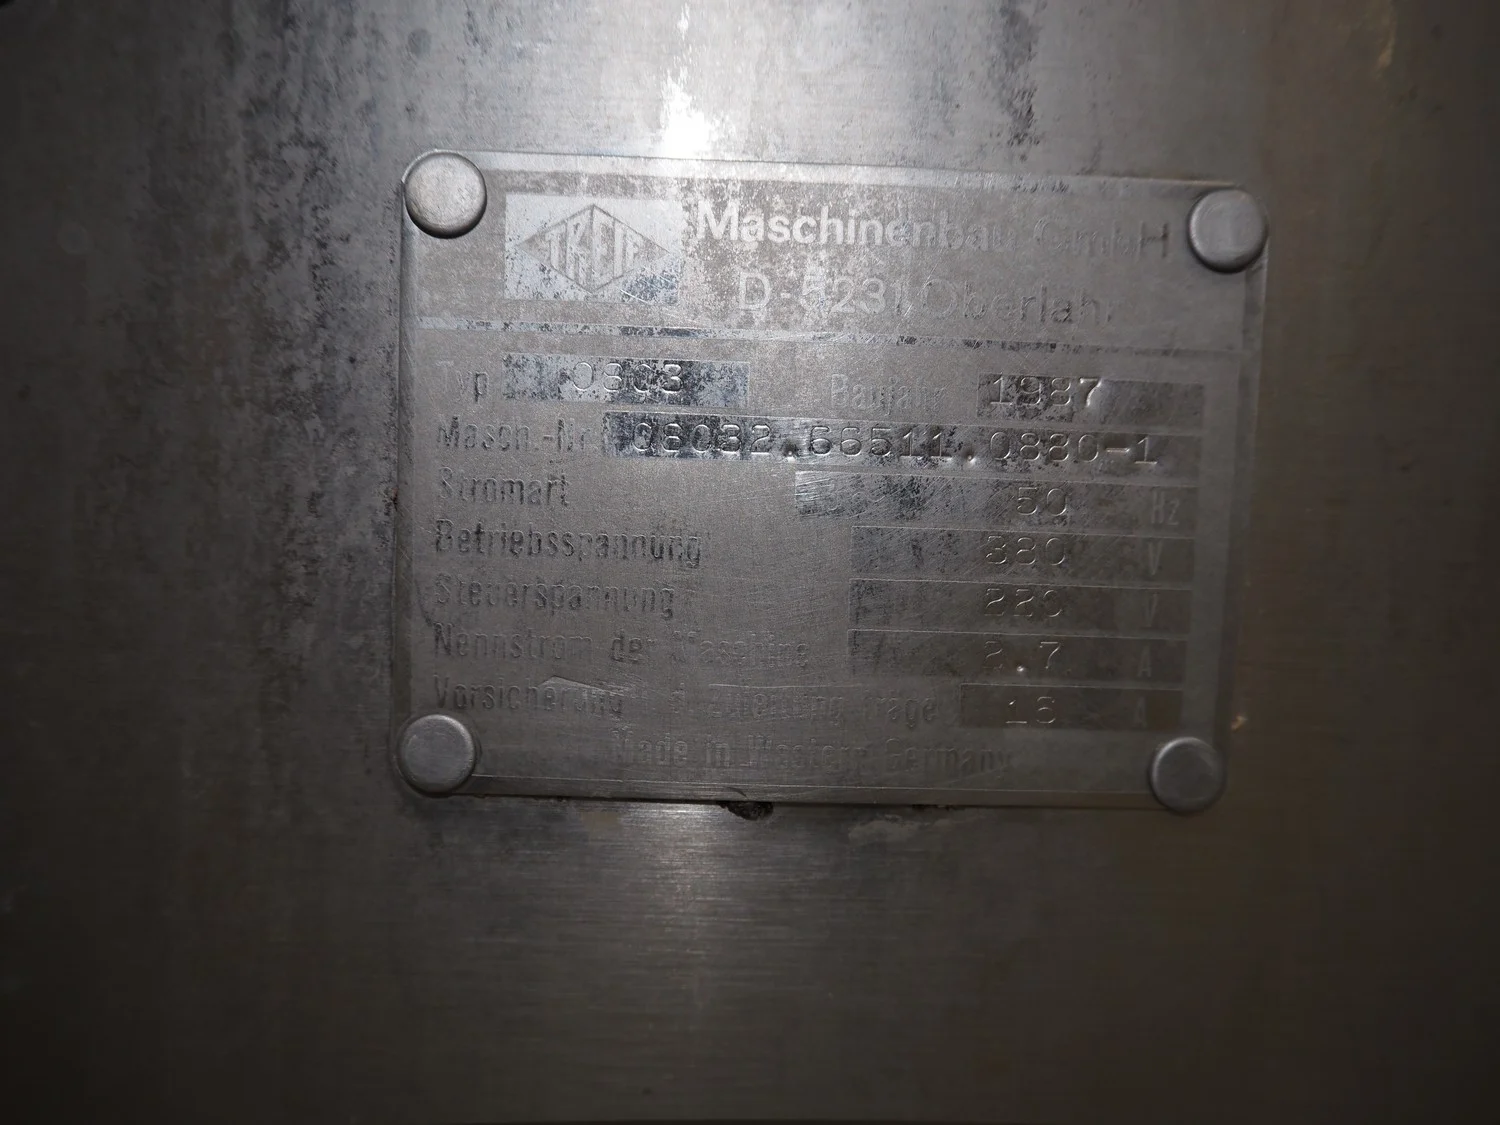 TREIF Maschinenbau GmbH
D-5231 Oberlahr
Typ 0803 Baujahr 1987
Masch.-Nr. 08032.66511.0880-1
Stromart 50 Hz
Betriebsspannung 380 V
Steuerspannung 220 V
Nennstrom der Maschine 2.7 A
Vorsicherung 16 A
Made in Western Germany